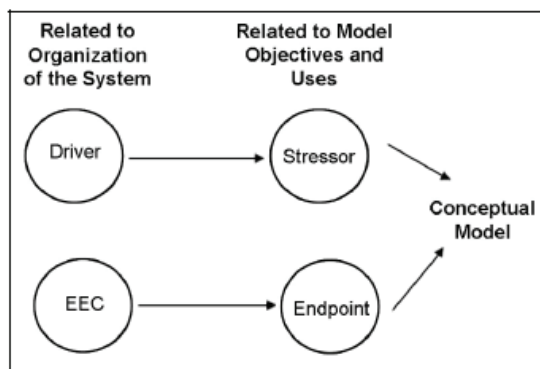 Related to
Organization
of the System
Related to Model
Objectives and
Uses
Driver
Stressor
Conceptual
Model
EEC
Endpoint